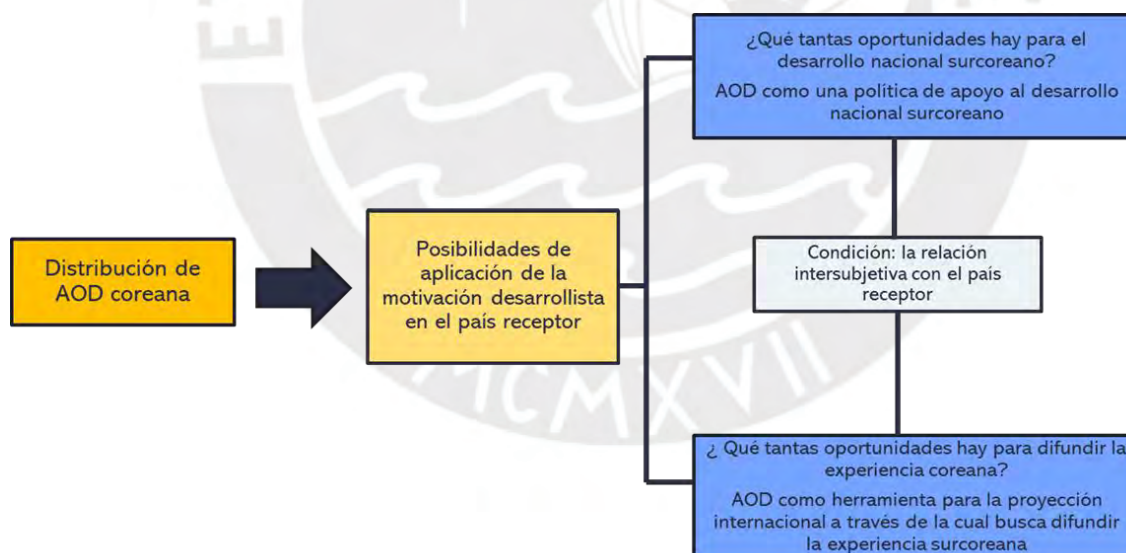 ¿Qué tantas oportunidades hay para el
desarrollo nacional surcoreano?
AOD como una política de apoyo al desarrollo
nacional surcoreano
Distribución de
AOD coreana
Posibilidades de
aplicación de la
motivación desarrollista
en el país receptor
Condición: la relación
intersubjetiva con el país
receptor
¿ Qué tantas oportunidades hay para difundir la
experiencia coreana?
AOD como herramienta para la proyección
internacional a través de la cual busca difundir
la experiencia surcoreana
MCMXVII